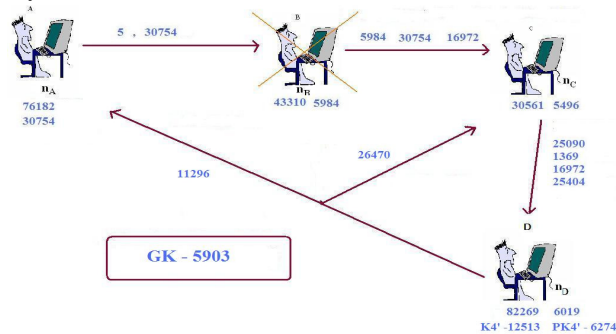 A
B
C
5 , 30754
5984 30754 16972
nA
76182
30754
nB
43310 5984
nC
30561 5496
25090
1369
16972
25404
26470
11296
D
GK - 5903
nD
82269 6019
K4' -12513 PK4' - 6274